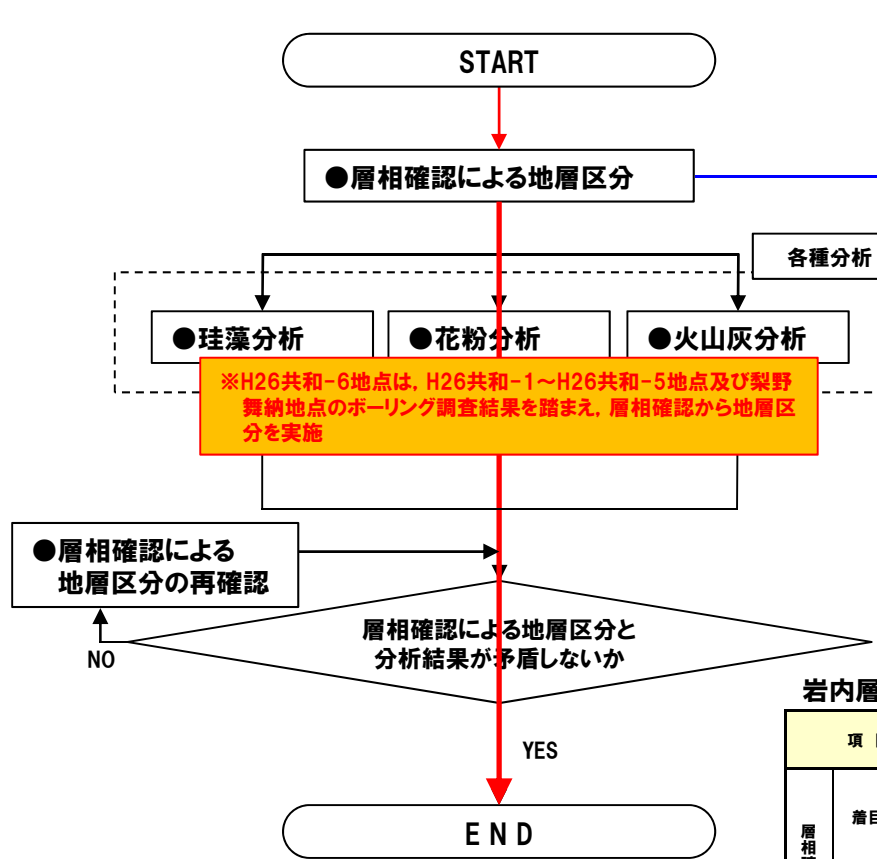 START
●層相確認による地層区分
各種分析
●珪藻分析
●花粉分析
●火山灰分析
※H26共和-6地点は，H26共和-1～H26共和-5地点及び梨野
舞納地点のボーリング調査結果を踏まえ，層相確認から地層区
分を実施
●層相確認による
地層区分の再確認
層相確認による地層区分と
分析結果が矛盾しないか
NO
YES
END
岩内層
項
着目
層相